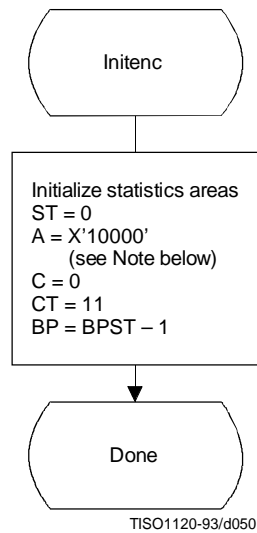 Initenc
Initialize statistics areas
ST = 0
A = X’10000’
(see Note below)
C = 0
CT = 11
BP = BPST – 1
Done
TISO1120-93/d050